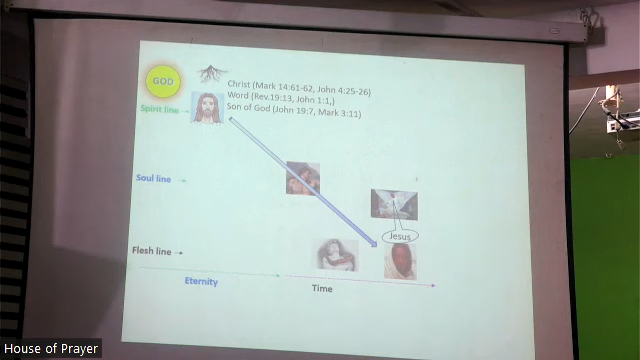 GOD
Christ (Mark 14:61-62, John 4:25-26)
Word (Rev.19:13, John 1:1,)
Spirit line
Son of God (John 19:7, Mark 3:11)
Soul line
Jesus
Flesh line
Eternity
Time
House of Prayer